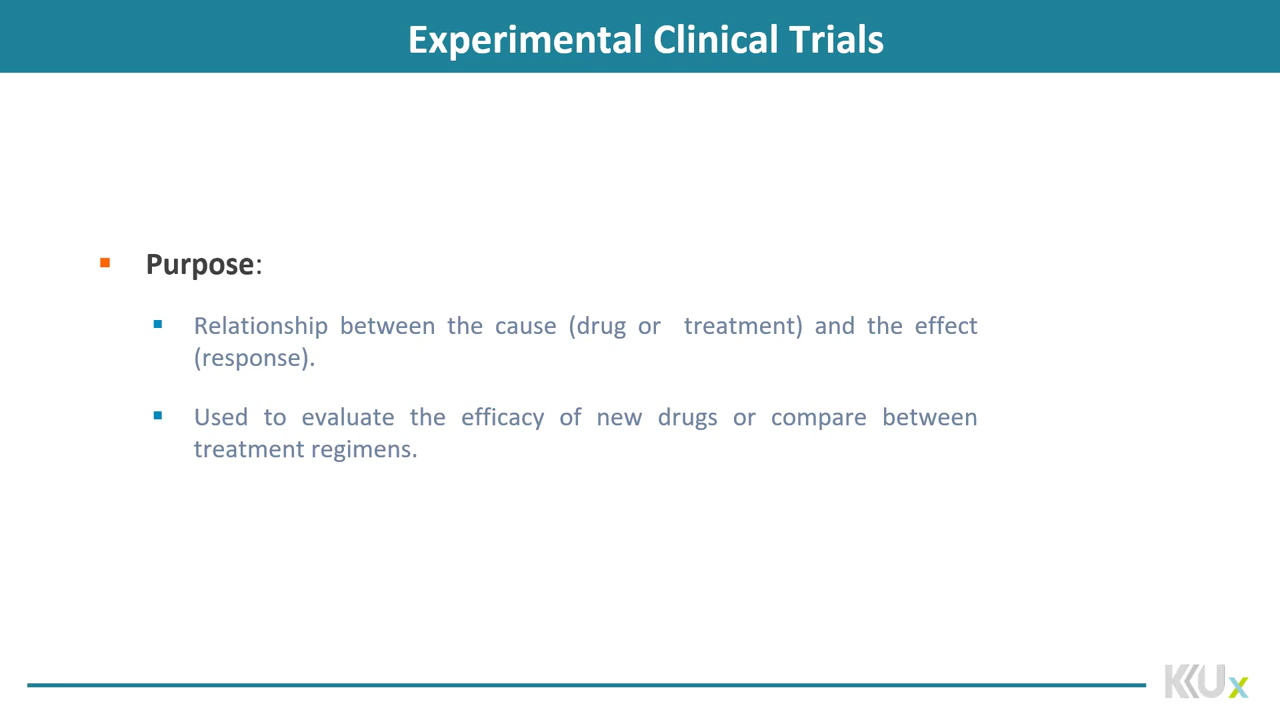 Experimental Clinical Trials
Purpose:
Relationship between the cause (drug or treatment) and the effect
(response).
Used to evaluate the efficacy of new drugs or compare between
treatment regimens.
KKUx